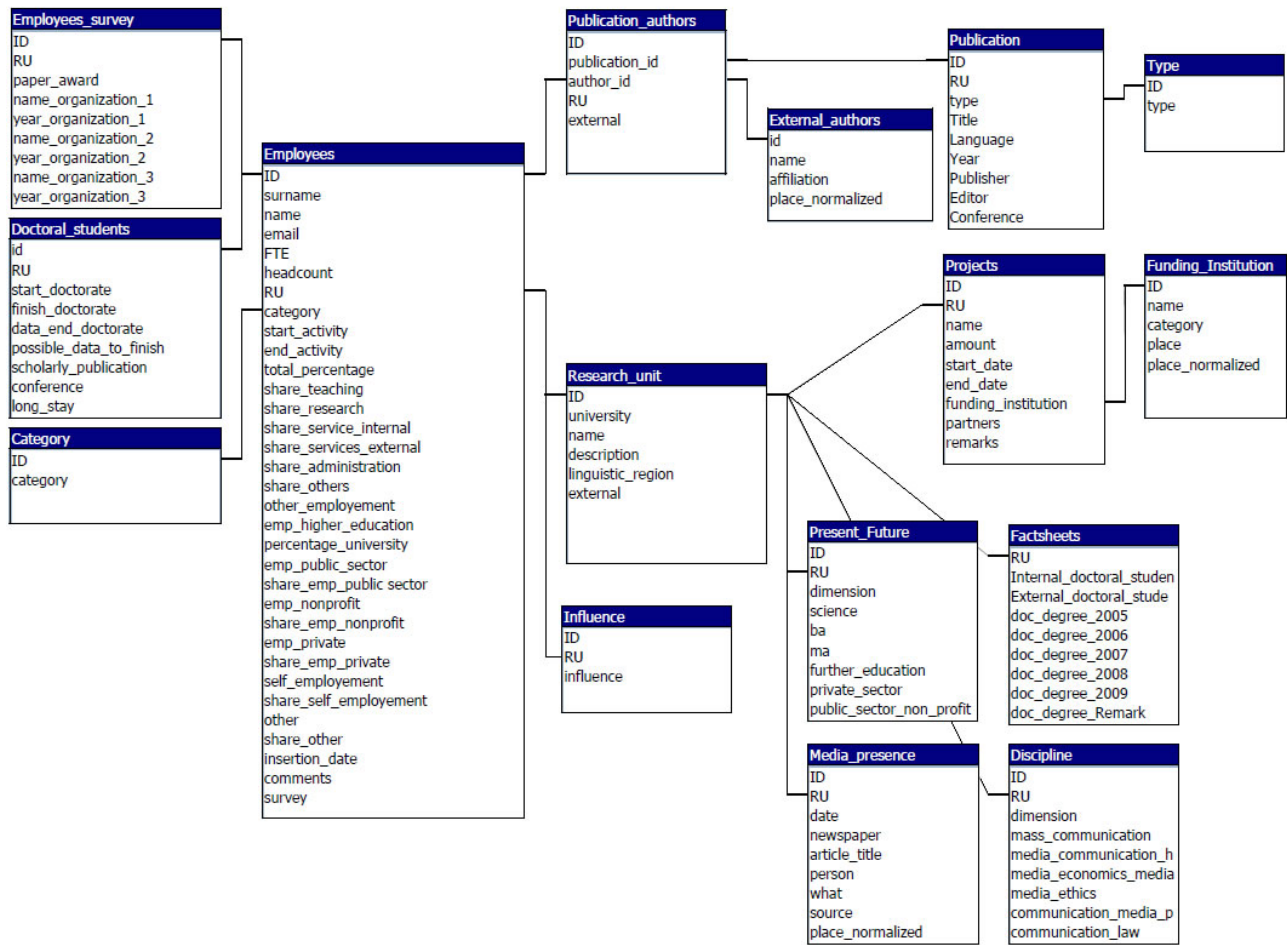 Employees_survey
ID
RU
paper_award
name_organization_1
year_organization_1
name_organization_2
year_organization_2
name_organization_3
year_organization_3
Doctoral_students
id
RU
start_doctorate
finish_doctorate
data_end_doctorate
possible_data_to_finish
scholarly_publication
conference
long_stay
Category
ID
category
Employees
ID
surname
name
email
FTE
headcount
RU
category
start_activity
end_activity
total_percentage
share_teaching
share_research
share_service_internal
share_services_external
share_administration
share_others
other_employement
emp_higher_education
percentage_university
emp_public_sector
share_emp_public sector
emp_nonprofit
share_emp_nonprofit
emp_private
share_emp_private
self_employement
share_self_employement
other
share_other
insertion_date
comments
survey
Publication_authors
ID
publication_id
author_id
RU
external
External_authors
id
name
affiliation
place_normalized
Publication
ID
RU
type
Title
Language
Year
Publisher
Editor
Conference
Type
ID
type
Research_unit
ID
university
name
description
linguistic_region
external
Influence
ID
RU
influence
Projects
ID
RU
name
amount
start_date
end_date
funding_institution
partners
remarks
Funding_Institution
ID
name
category
place
place_normalized
Present_Future
ID
RU
dimension
science
ba
ma
further_education
private_sector
public_sector_non_profit
Factsheets
RU
Internal_doctoral_studen
External_doctoral_stude
doc_degree_2005
doc_degree_2006
doc_degree_2007
doc_degree_2008
doc_degree_2009
doc_degree_Remark
Media_presence
ID
RU
date
newspaper
article_title
person
what
source
place_normalized
Discipline
ID
RU
dimension
mass_communication
media_communication_h
media_economics_media
media_ethics
communication_media_p
communication_law